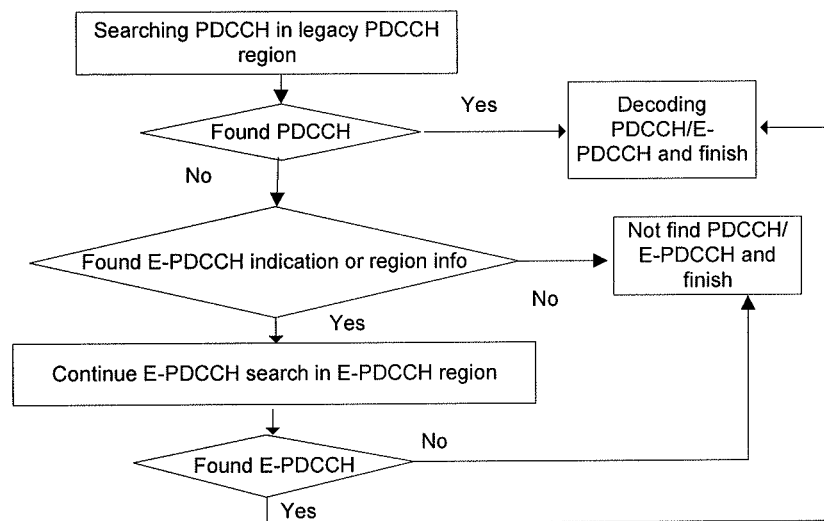 Searching PDCCH in legacy PDCCH
region
Yes
Found PDCCH
Decoding
PDCCH/E-
PDCCH and finish
No
Found E-PDCCH indication or region info
Not find PDCCH/
E-PDCCH and
finish
No
Yes
Continue E-PDCCH search in E-PDCCH region
No
Found E-PDCCH
Yes